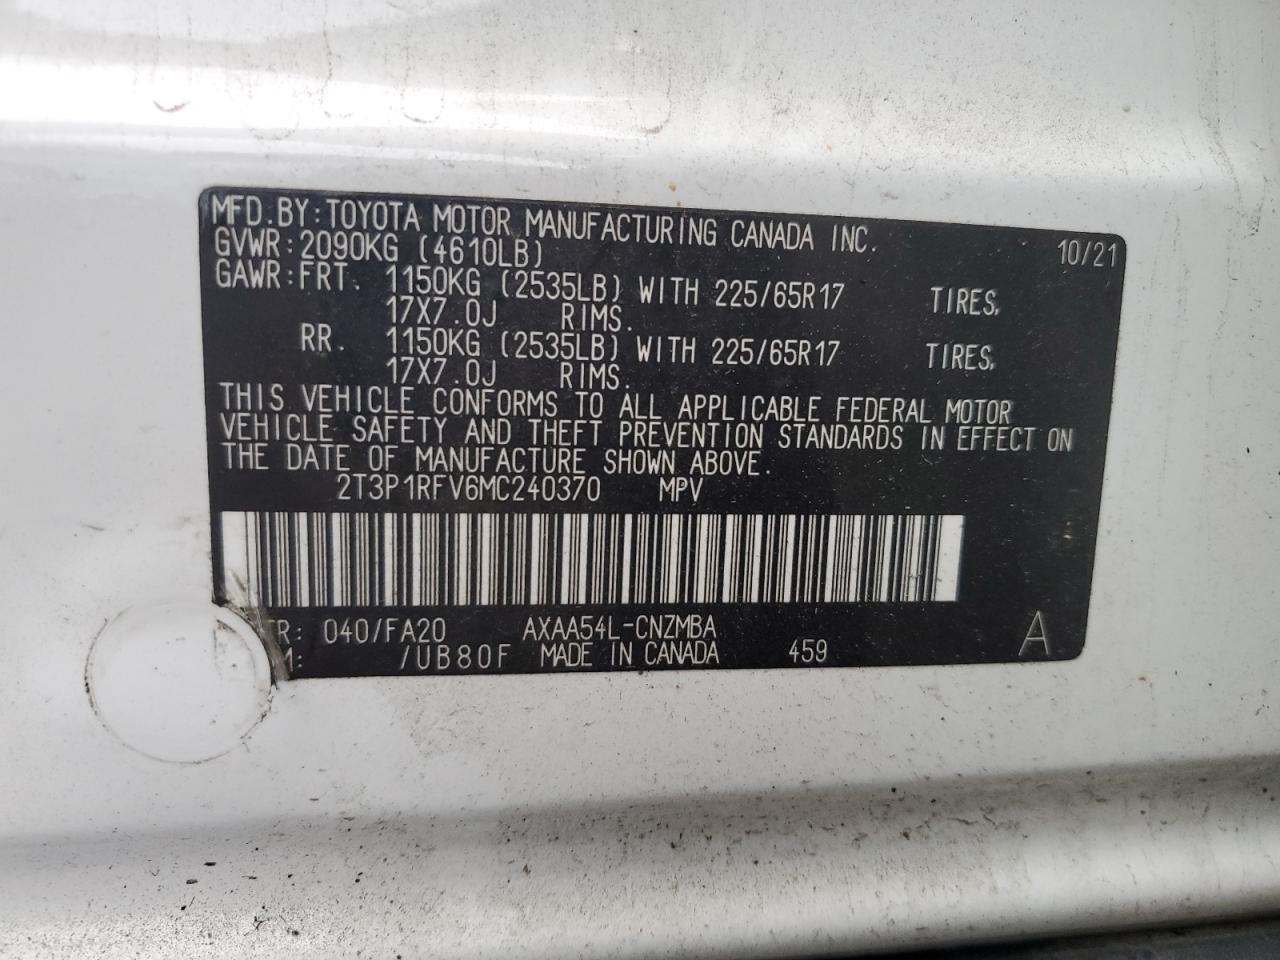 MFD.BY:TOYOTA MOTOR MANUFACTURING CANADA INC. 10/21
GVWR:2090KG (4610LB)
GAWR:FRT. 1150KG (2535LB) WITH 225/65R17 TIRES,
17X7.0J RIMS.
RR. 1150KG (2535LB) WITH 225/65R17 TIRES,
17X7.0J RIMS.
THIS VEHICLE CONFORMS TO ALL APPLICABLE FEDERAL MOTOR
VEHICLE SAFETY AND THEFT PREVENTION STANDARDS IN EFFECT ON
THE DATE OF MANUFACTURE SHOWN ABOVE.
2T3P1RFV6MC240370 MPV
TR: 040/FA20 AXAA54L-CNZMBA A
M: /UB80F MADE IN CANADA 459